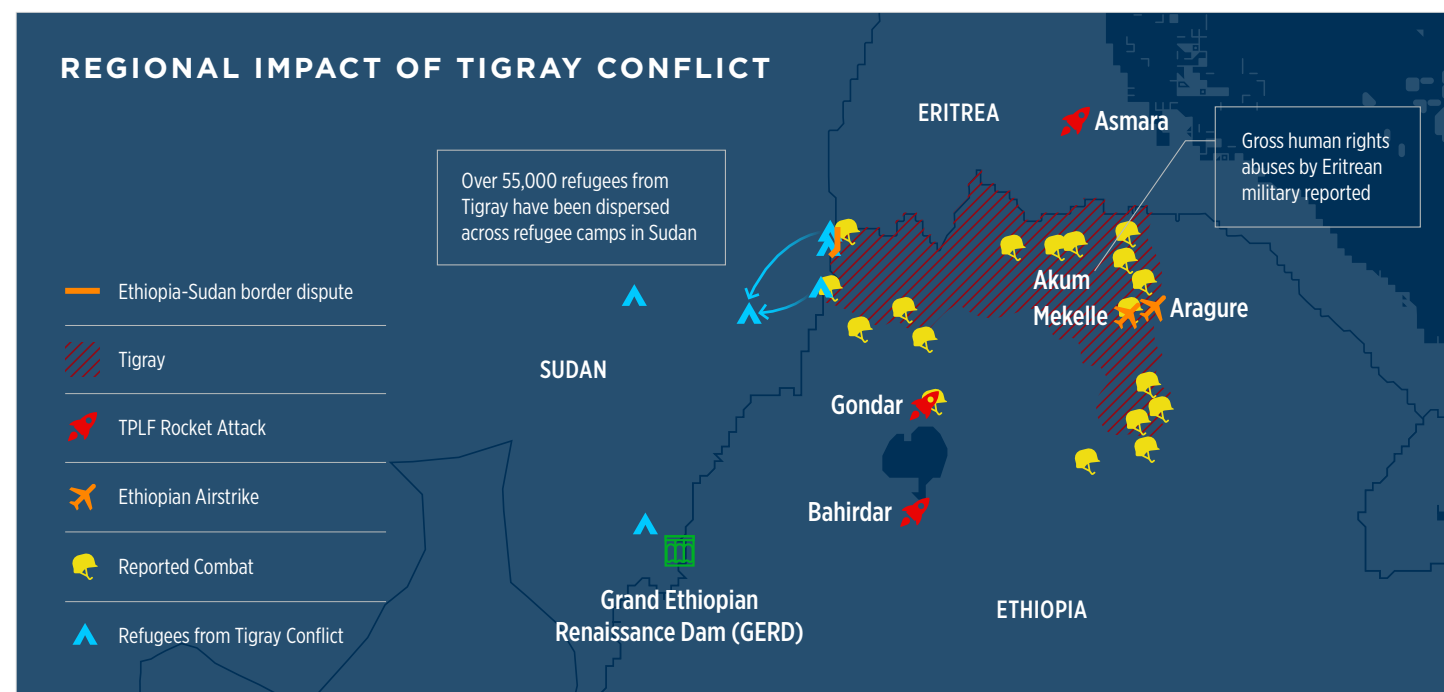 REGIONAL IMPACT OF TIGRAY CONFLICT
ERITREA
Asmara
Gross human rights
abuses by Eritrean
military reported
Over 55,000 refugees from
Tigray have been dispersed
across refugee camps in Sudan
Akum
Mekelle
Aragure
SUDAN
Gondar
Bahirdar
Grand Ethiopian
Renaissance Dam (GERD)
ETHIOPIA
Ethiopia-Sudan border dispute
Tigray
TPLF Rocket Attack
Ethiopian Airstrike
Reported Combat
Refugees from Tigray Conflict